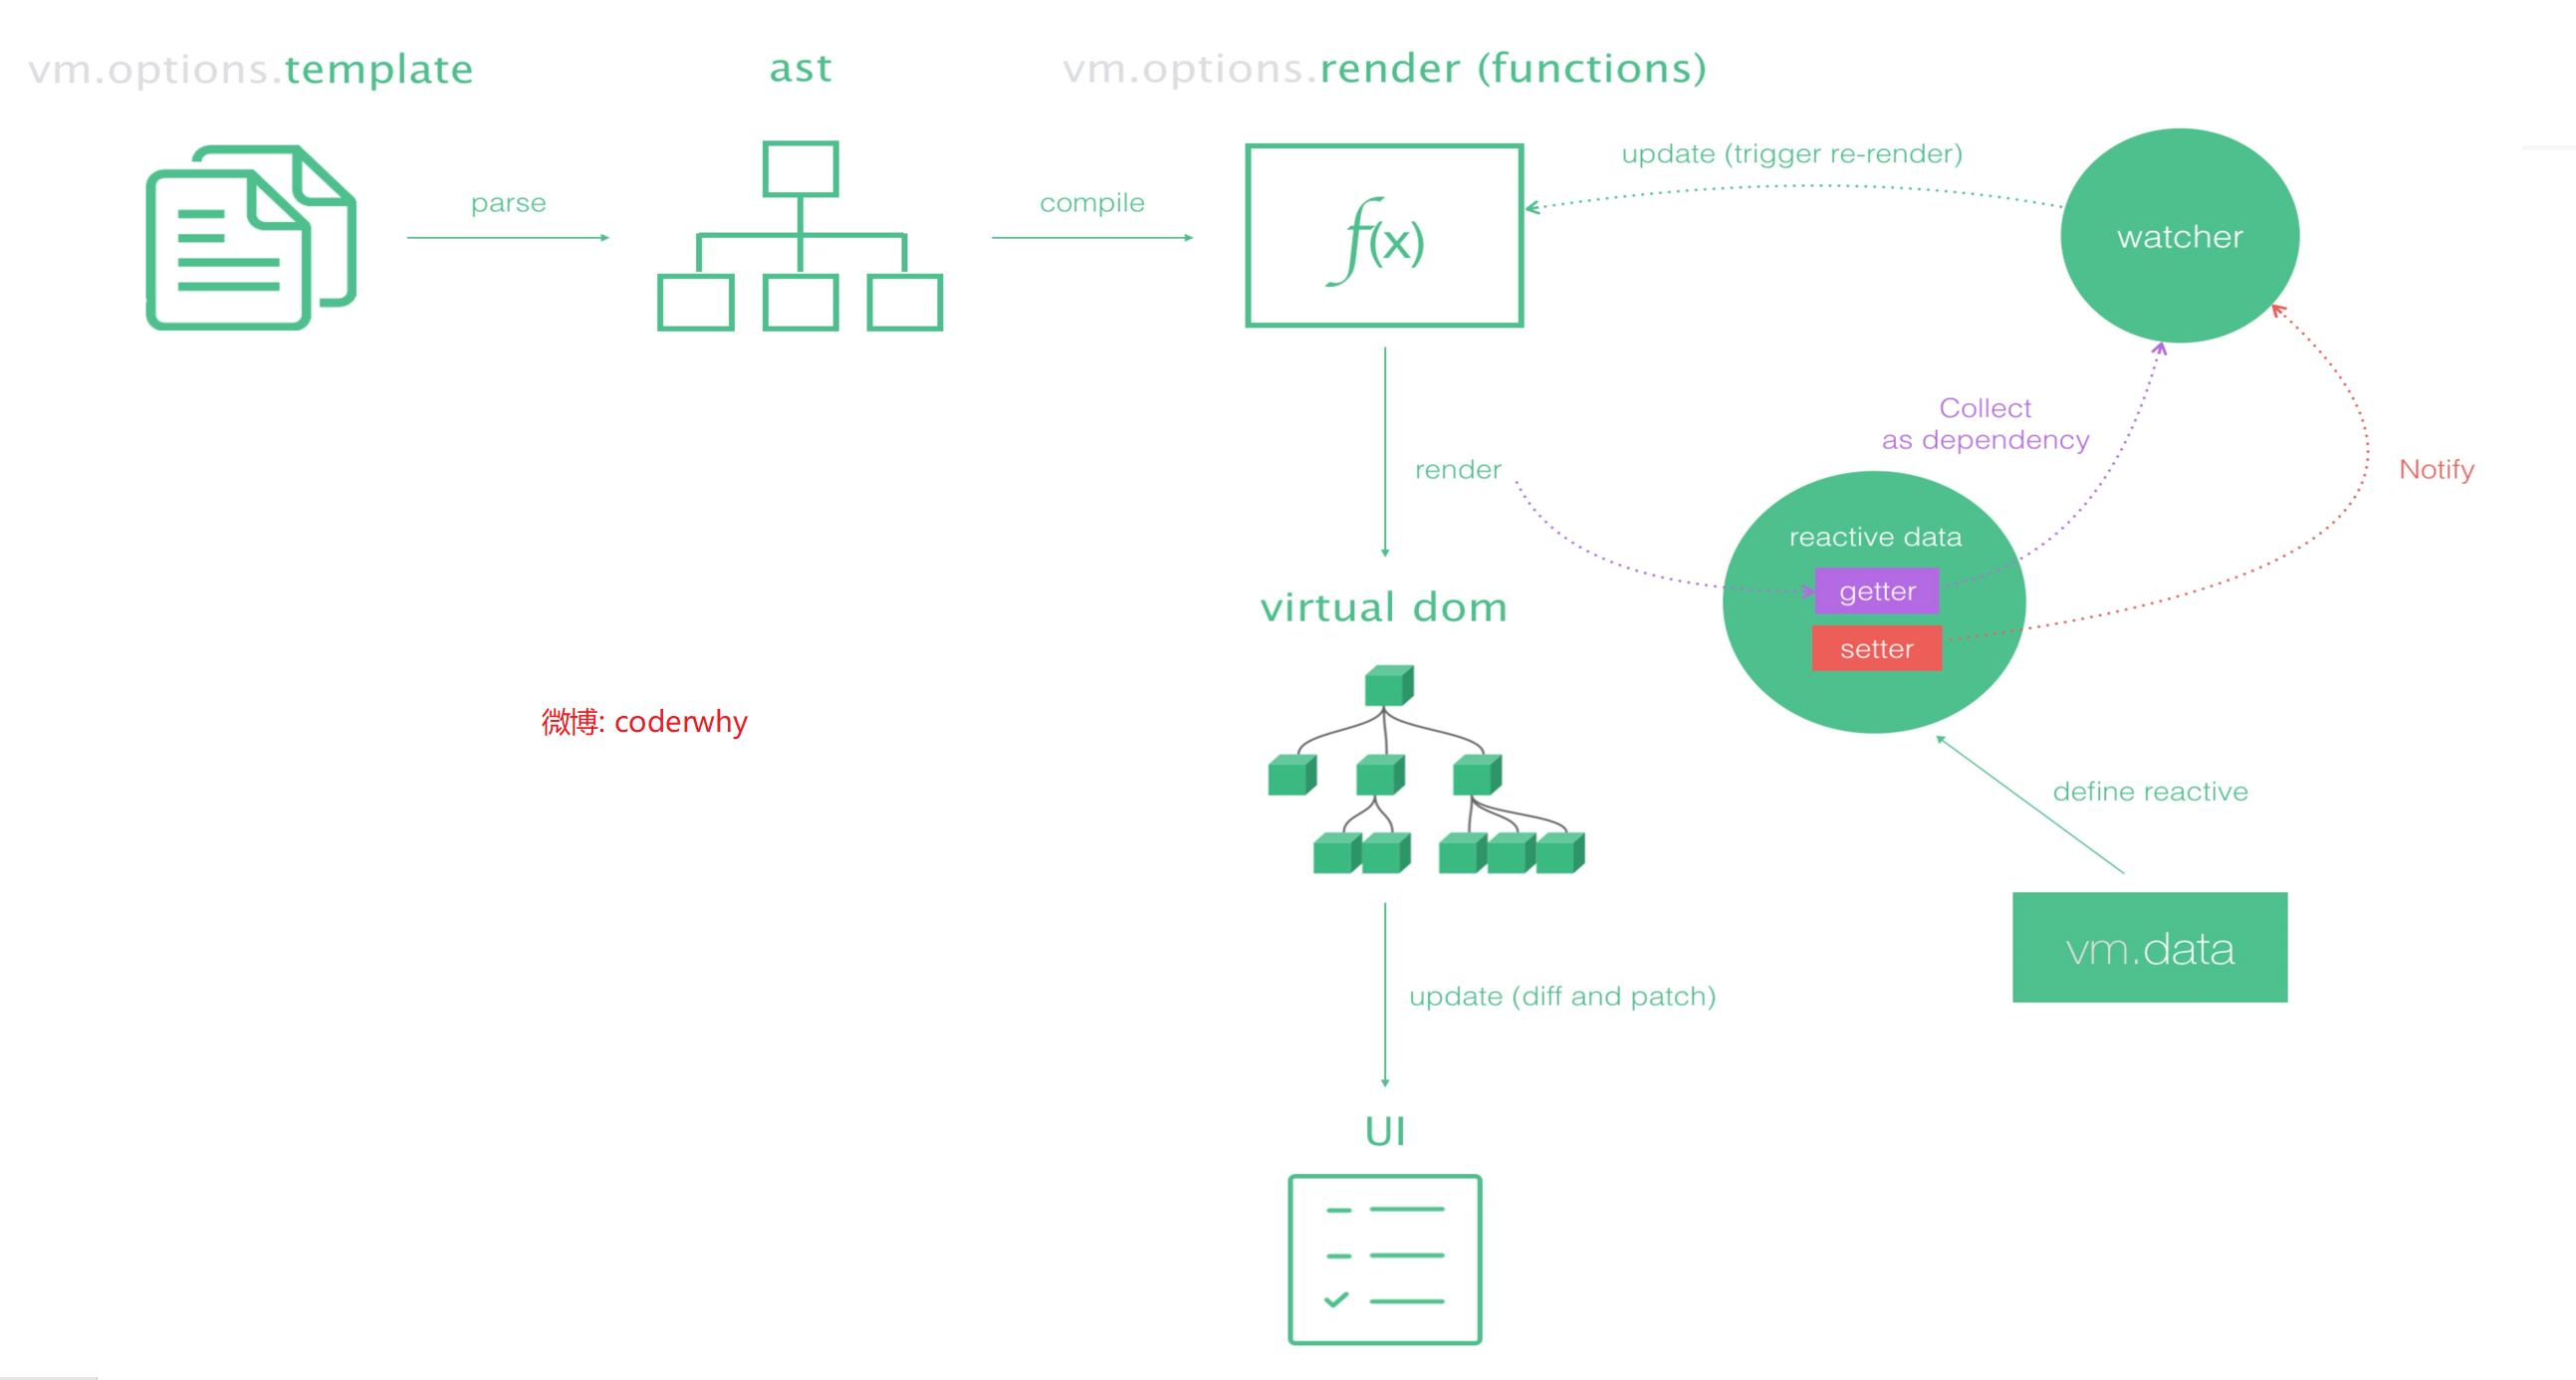 vm.options.template
ast
vm.options.render (functions)
parse
compile
f(x)
update (trigger re-render)
watcher
Collect
as dependency
render
Notify
reactive data
getter
setter
virtual dom
微博: coderwhy
define reactive
vm.data
update (diff and patch)
UI